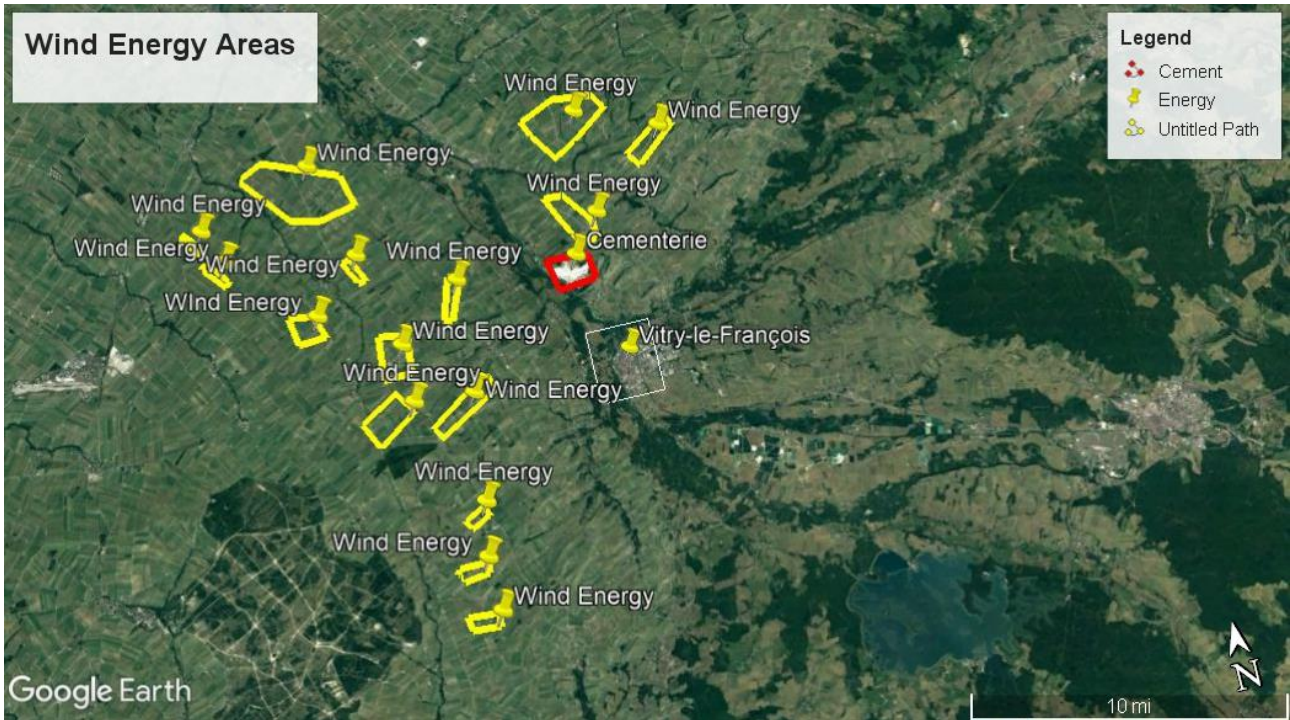 Wind Energy Areas
Legend
Cement
Energy
Untitled Path
Wind Energy
Wind Energy
Wind Energy
Wind Energy
Wind Energy
Cementerie
Wind Energy
Wind Energy
Wind Energy
WInd Energy
Wind Energy
Vitry-le-François
Wind Energy
Wind Energy
Wind Energy
Wind Energy
Wind Energy
Google Earth
N
10 mi